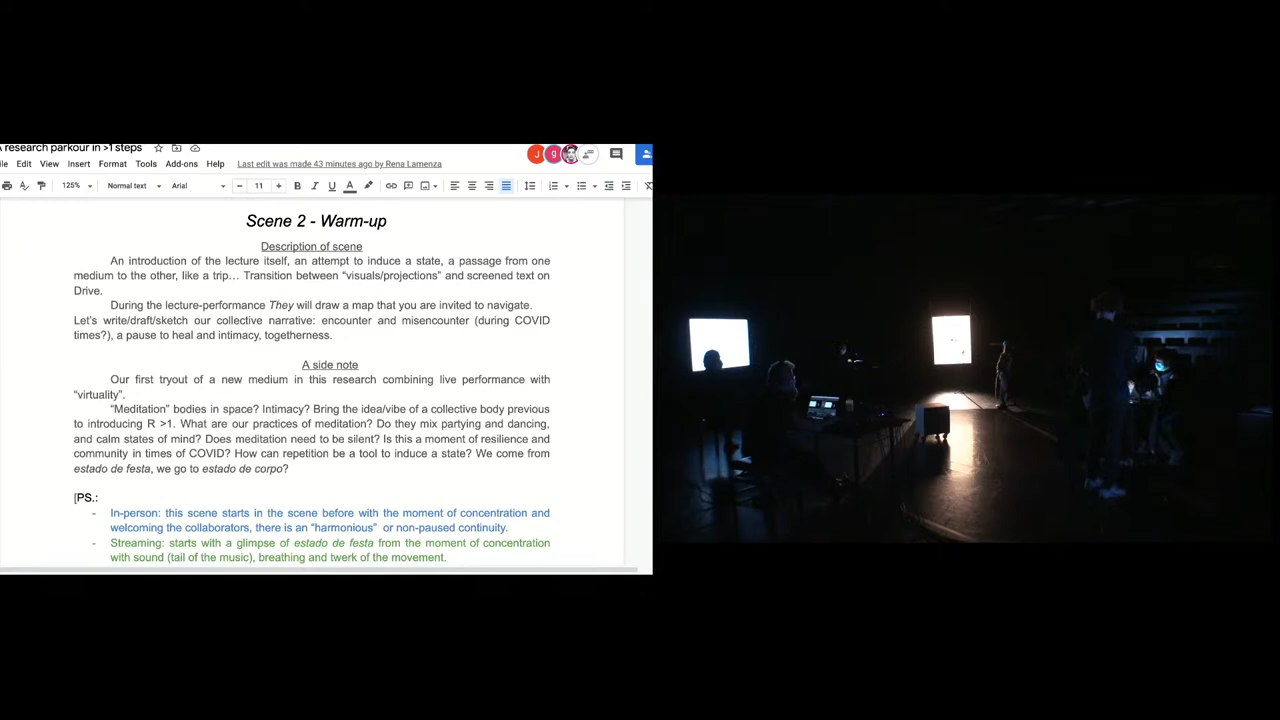 A research parkour in >1 steps
ile Edit View Insert Format Tools Add-ons Help Last edit was made 43 minutes ago by Rena Lamenza
J g
125% Normal text Arial − 11 + B I U A
Scene 2 - Warm-up
Description of scene
An introduction of the lecture itself, an attempt to induce a state, a passage from one
medium to the other, like a trip… Transition between “visuals/projections” and screened text on
Drive.
During the lecture-performance They will draw a map that you are invited to navigate.
Let’s write/draft/sketch our collective narrative: encounter and misencounter (during COVID
times?), a pause to heal and intimacy, togetherness.
A side note
Our first tryout of a new medium in this research combining live performance with
“virtuality”.
“Meditation” bodies in space? Intimacy? Bring the idea/vibe of a collective body previous
to introducing R >1. What are our practices of meditation? Do they mix partying and dancing,
and calm states of mind? Does meditation need to be silent? Is this a moment of resilience and
community in times of COVID? How can repetition be a tool to induce a state? We come from
estado de festa, we go to estado de corpo?
[PS.:
- In-person: this scene starts in the scene before with the moment of concentration and
welcoming the collaborators, there is an “harmonious” or non-paused continuity.
- Streaming: starts with a glimpse of estado de festa from the moment of concentration
with sound (tail of the music), breathing and twerk of the movement.